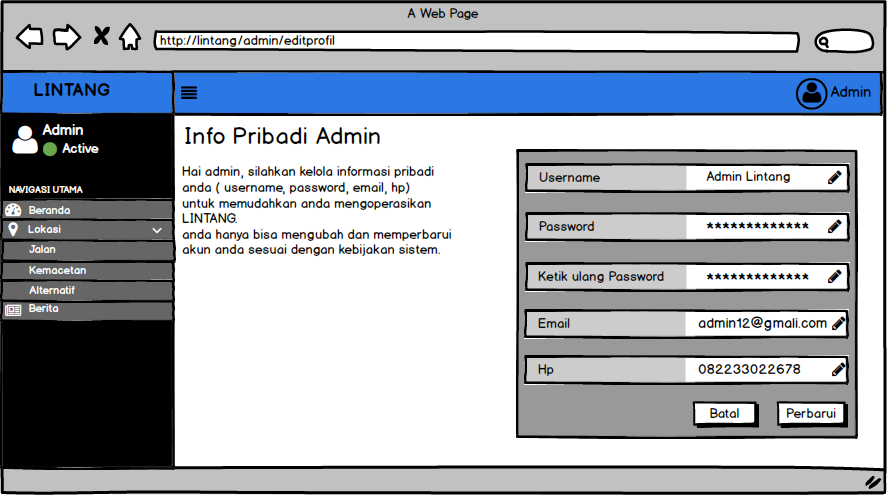 A Web Page
http://lintang/admin/editprofil
LINTANG
Admin
Admin
Active
NAVIGASI UTAMA
Beranda
Lokasi
Jalan
Kemacetan
Alternatif
Berita
Info Pribadi Admin
Hai admin, silahkan kelola informasi pribadi
anda ( username, password, email, hp)
untuk memudahkan anda mengoperasikan
LINTANG.
anda hanya bisa mengubah dan memperbarui
akun anda sesuai dengan kebijakan sistem.
Username Admin Lintang
Password *************
Ketik ulang Password *************
Email admin12@gmali.com
Hp 082233022678
Batal Perbarui